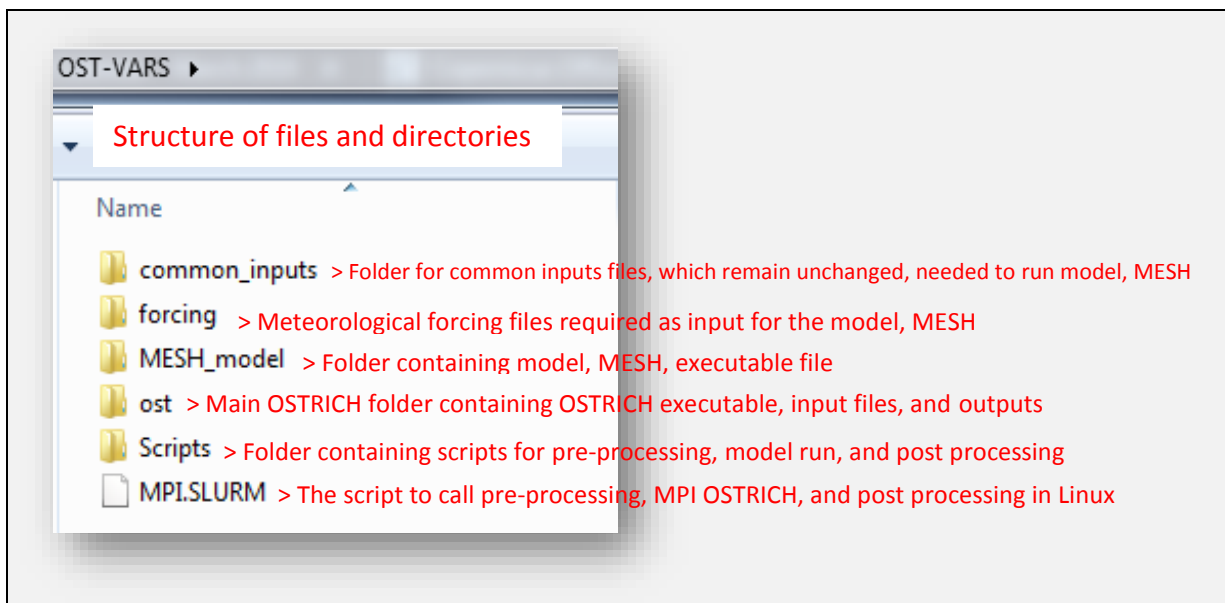 OST-VARS
Structure of files and directories
Name
common_inputs > Folder for common inputs files, which remain unchanged, needed to run model, MESH
forcing > Meteorological forcing files required as input for the model, MESH
MESH_model > Folder containing model, MESH, executable file
ost > Main OSTRICH folder containing OSTRICH executable, input files, and outputs
Scripts > Folder containing scripts for pre-processing, model run, and post processing
MPI.SLURM > The script to call pre-processing, MPI OSTRICH, and post processing in Linux